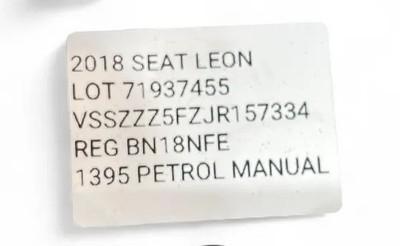 2018 SEAT LEON
LOT 71937455
VSSZZZ5FZJR157334
REG BN18NFE
1395 PETROL MANUAL